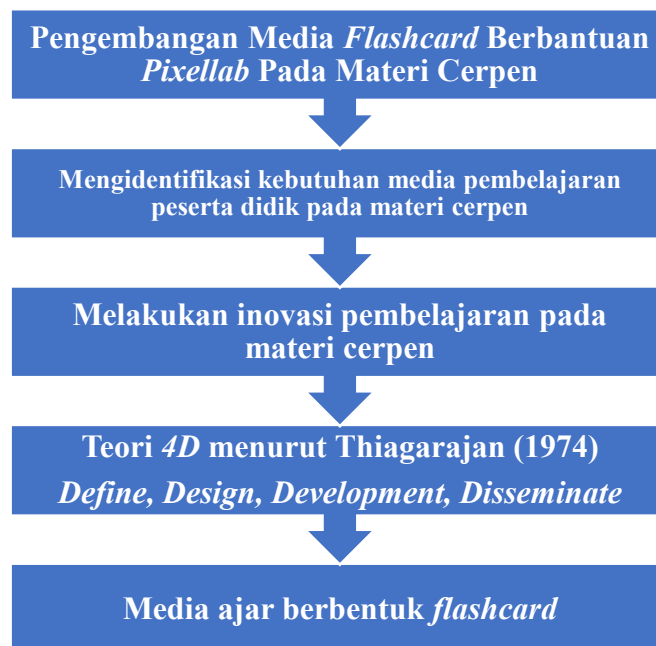 Pengembangan Media Flashcard Berbantuan
Pixellab Pada Materi Cerpen
Mengidentifikasi kebutuhan media pembelajaran
peserta didik pada materi cerpen
Melakukan inovasi pembelajaran pada
materi cerpen
Teori 4D menurut Thiagarajan (1974)
Define, Design, Development, Disseminate
Media ajar berbentuk flashcard